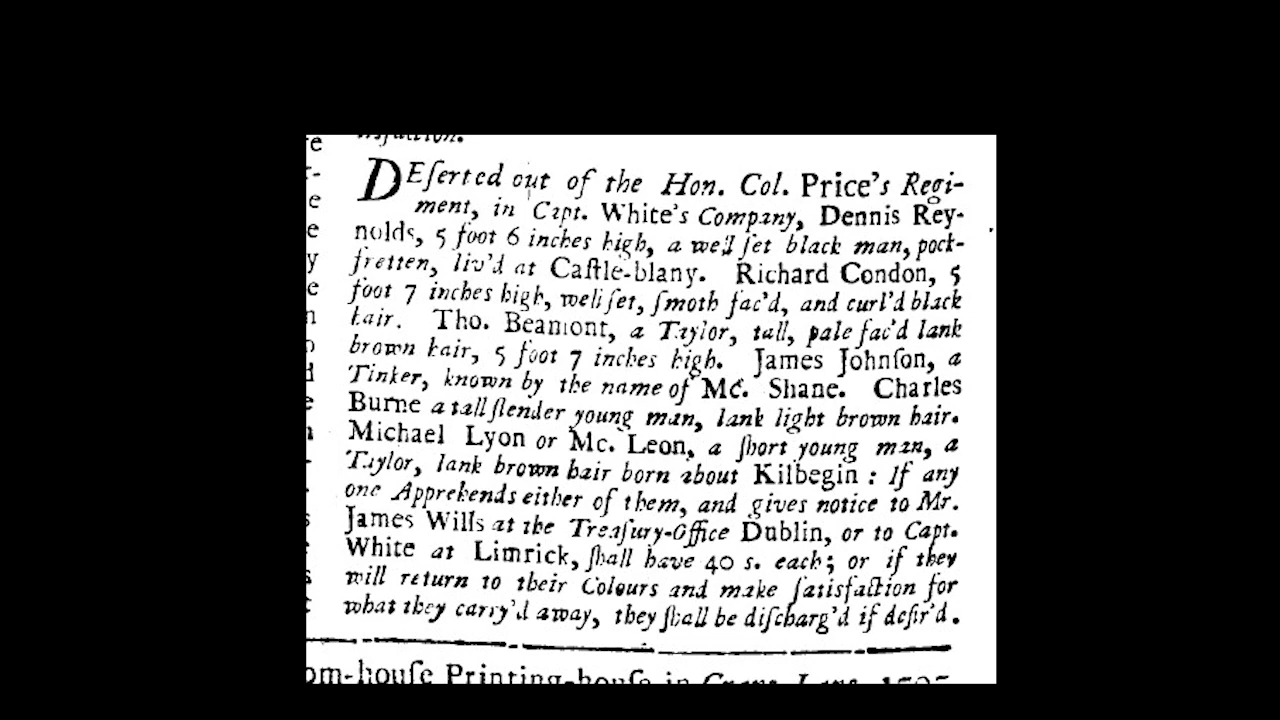 DEſerted out of the Hon. Col. Price's Regi-
ment, in Capt. White's Company, Dennis Rey-
nolds, 5 foot 6 inches high, a well ſet black man, pock-
fretten, liv'd at Caſtle-blany. Richard Condon, 5
foot 7 inches high, well ſet, ſmoth fac'd, and curl'd black
hair. Tho. Beamont, a Taylor, tall, pale fac'd lank
brown hair, 5 foot 7 inches high. James Johnſon, a
Tinker, known by the name of Mc. Shane. Charles
Burne a tall ſlender young man, lank light brown hair.
Michael Lyon or Mc. Leon, a ſhort young man, a
Taylor, lank brown hair born about Kilbegin : If any
one Apprehends either of them, and gives notice to Mr.
James Wills at the Treaſury-Office Dublin, or to Capt.
White at Limrick, ſhall have 40 s. each; or if they
will return to their Colours and make ſatisfaction for
what they carry'd away, they ſhall be diſcharg'd if deſir'd.
om-houſe Printing-houſe in